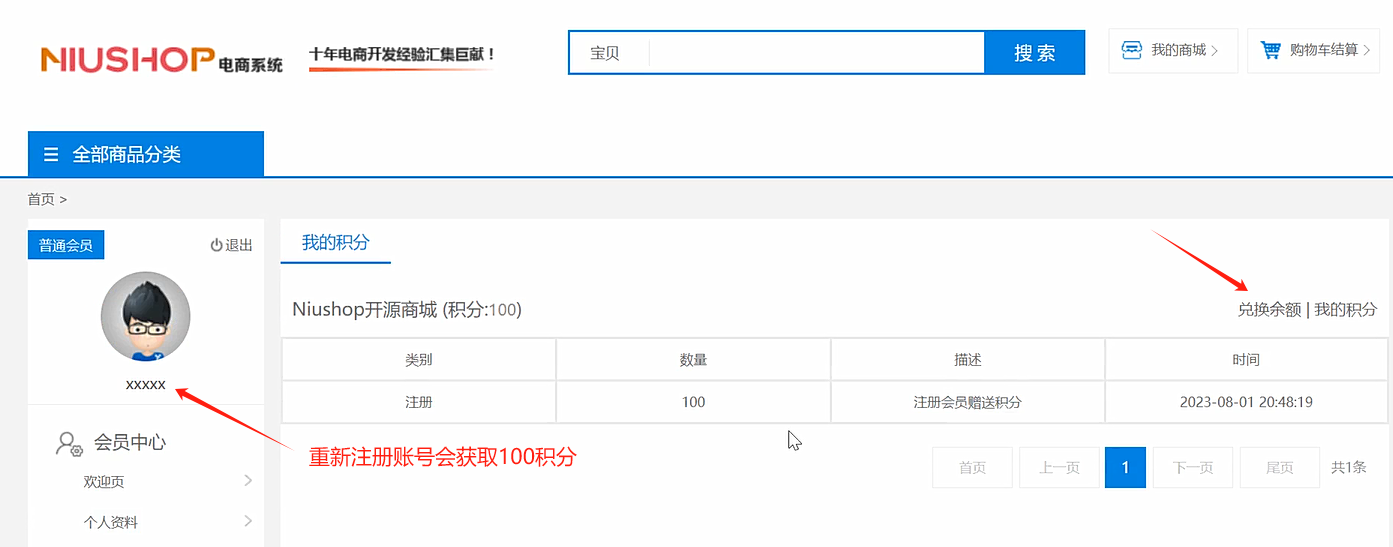 NIUSHOP电商系统 十年电商开发经验汇集巨献！ 宝贝 搜索 我的商城 > 购物车结算 >
全部商品分类
首页 >
普通会员 退出 我的积分
Niushop开源商城 (积分:100) 兑换余额 | 我的积分
类别 数量 描述 时间
xxxxx
注册 100 注册会员赠送积分 2023-08-01 20:48:19
会员中心
重新注册账号会获取100积分
首页 上一页 1 下一页 尾页 共1条
欢迎页 >
个人资料 >